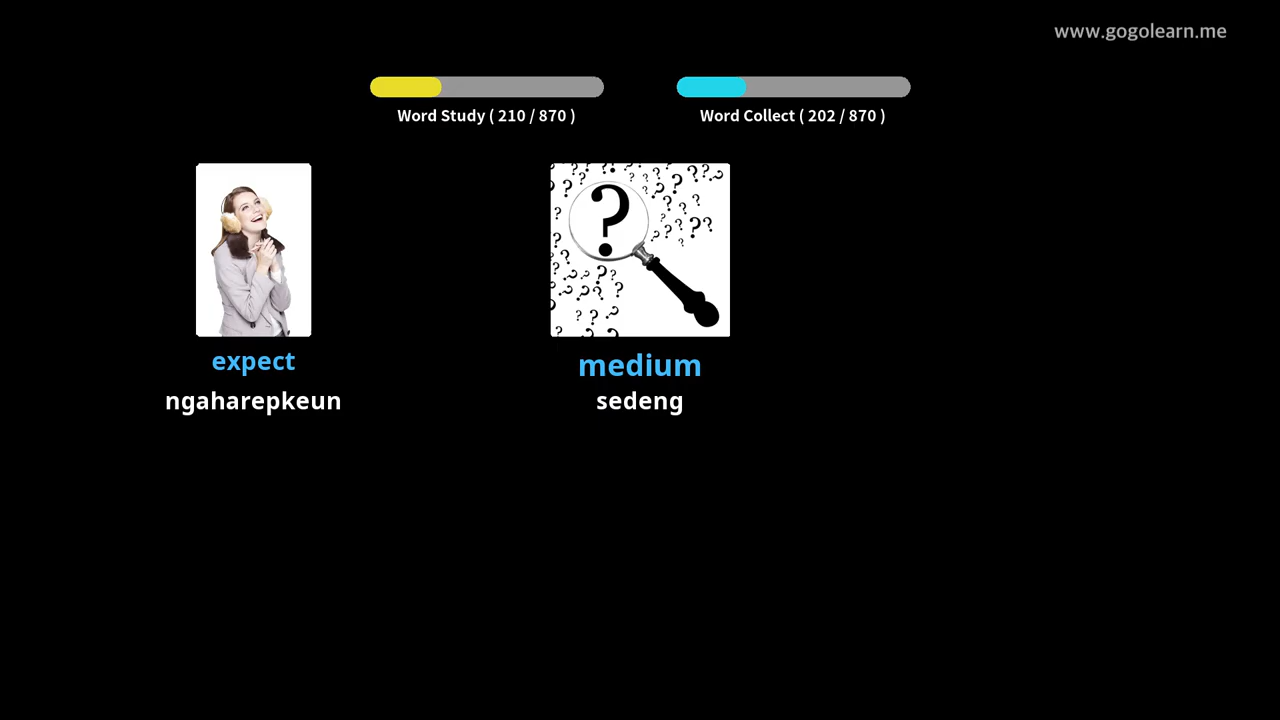 www.gogolearn.me
Word Study ( 210 / 870 )
Word Collect ( 202 / 870 )
expect
ngaharepkeun
medium
sedeng